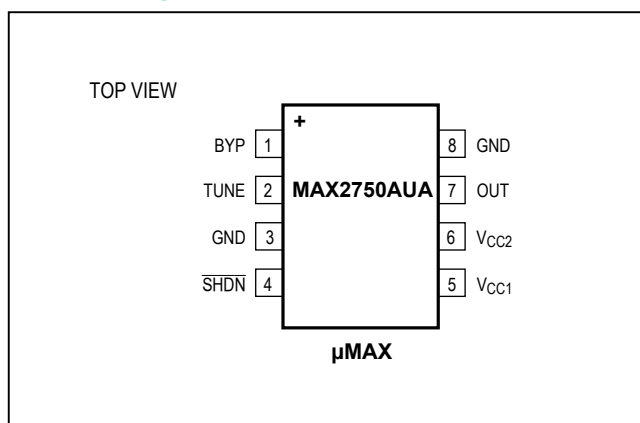 TOP VIEW
+
MAX2750AUA
BYP 1
TUNE 2
GND 3
SHDN 4
8 GND
7 OUT
6 VCC2
5 VCC1
µMAX